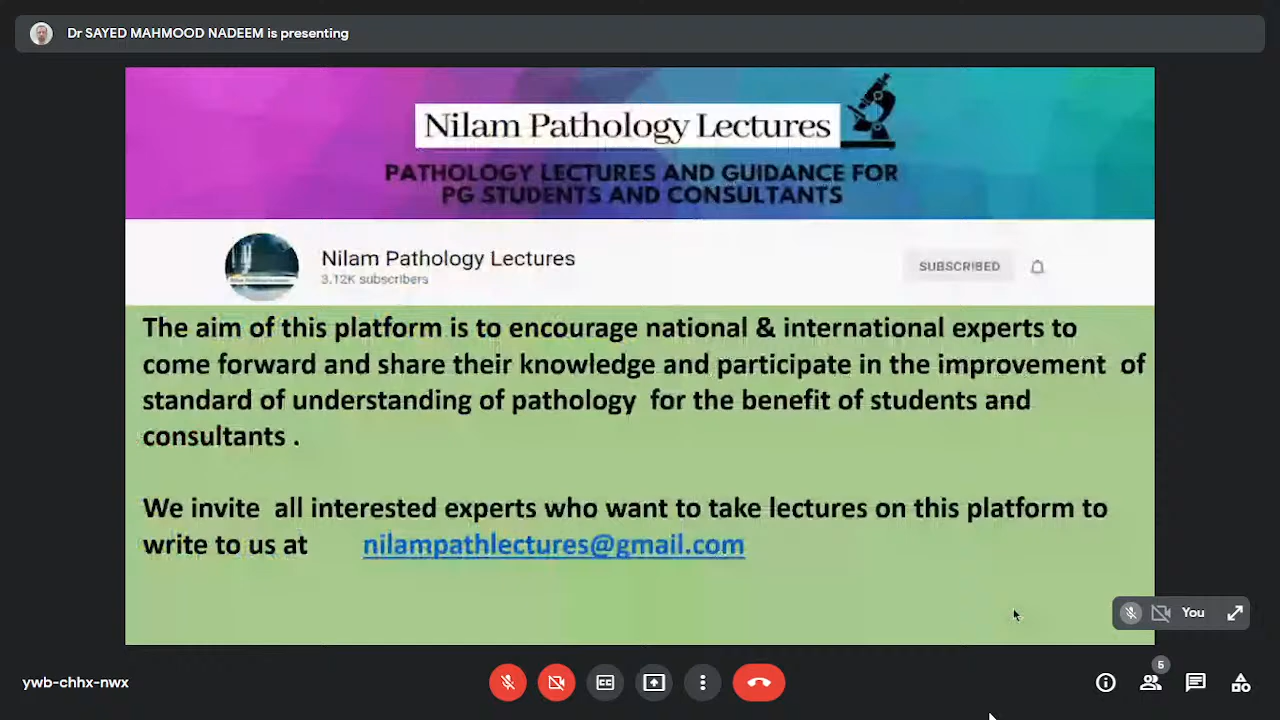 Dr SAYED MAHMOOD NADEEM is presenting
Nilam Pathology Lectures
PATHOLOGY LECTURES AND GUIDANCE FOR
PG STUDENTS AND CONSULTANTS
Nilam Pathology Lectures
3.12K subscribers
SUBSCRIBED
The aim of this platform is to encourage national & international experts to
come forward and share their knowledge and participate in the improvement of
standard of understanding of pathology for the benefit of students and
consultants .
We invite all interested experts who want to take lectures on this platform to
write to us at nilampathlectures@gmail.com
You
ywb-chhx-nwx
CC
5